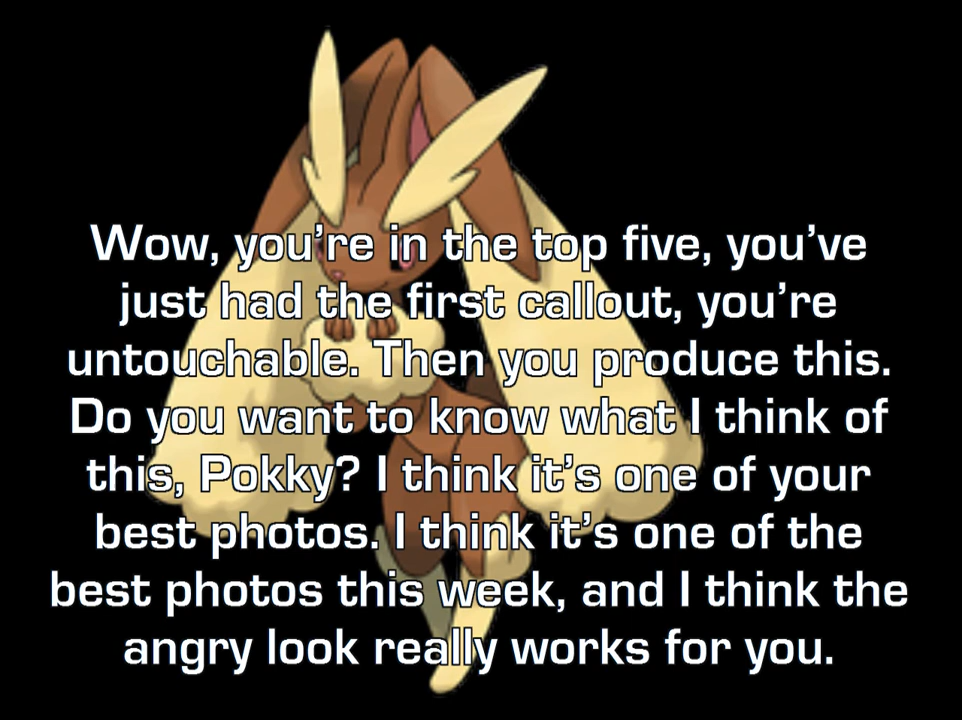 Wow, you’re in the top five, you’ve
just had the first callout, you’re
untouchable. Then you produce this.
Do you want to know what I think of
this, Pokky? I think it’s one of your
best photos. I think it’s one of the
best photos this week, and I think the
angry look really works for you.